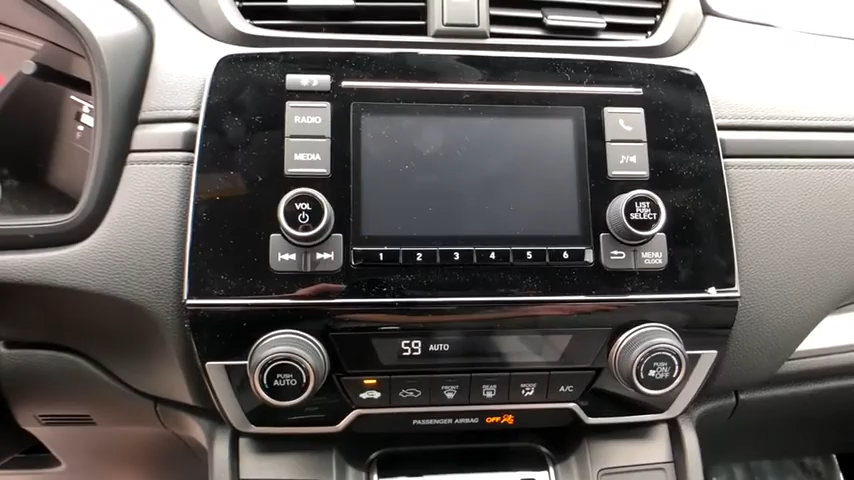 RADIO
MEDIA
VOL
LIST
PUSH
SELECT
MENU
CLOCK
1 2 3 4 5 6
59 AUTO
PUSH
AUTO
FRONT
REAR
MODE
A/C
PUSH
ON/
OFF
PASSENGER AIRBAG OFF